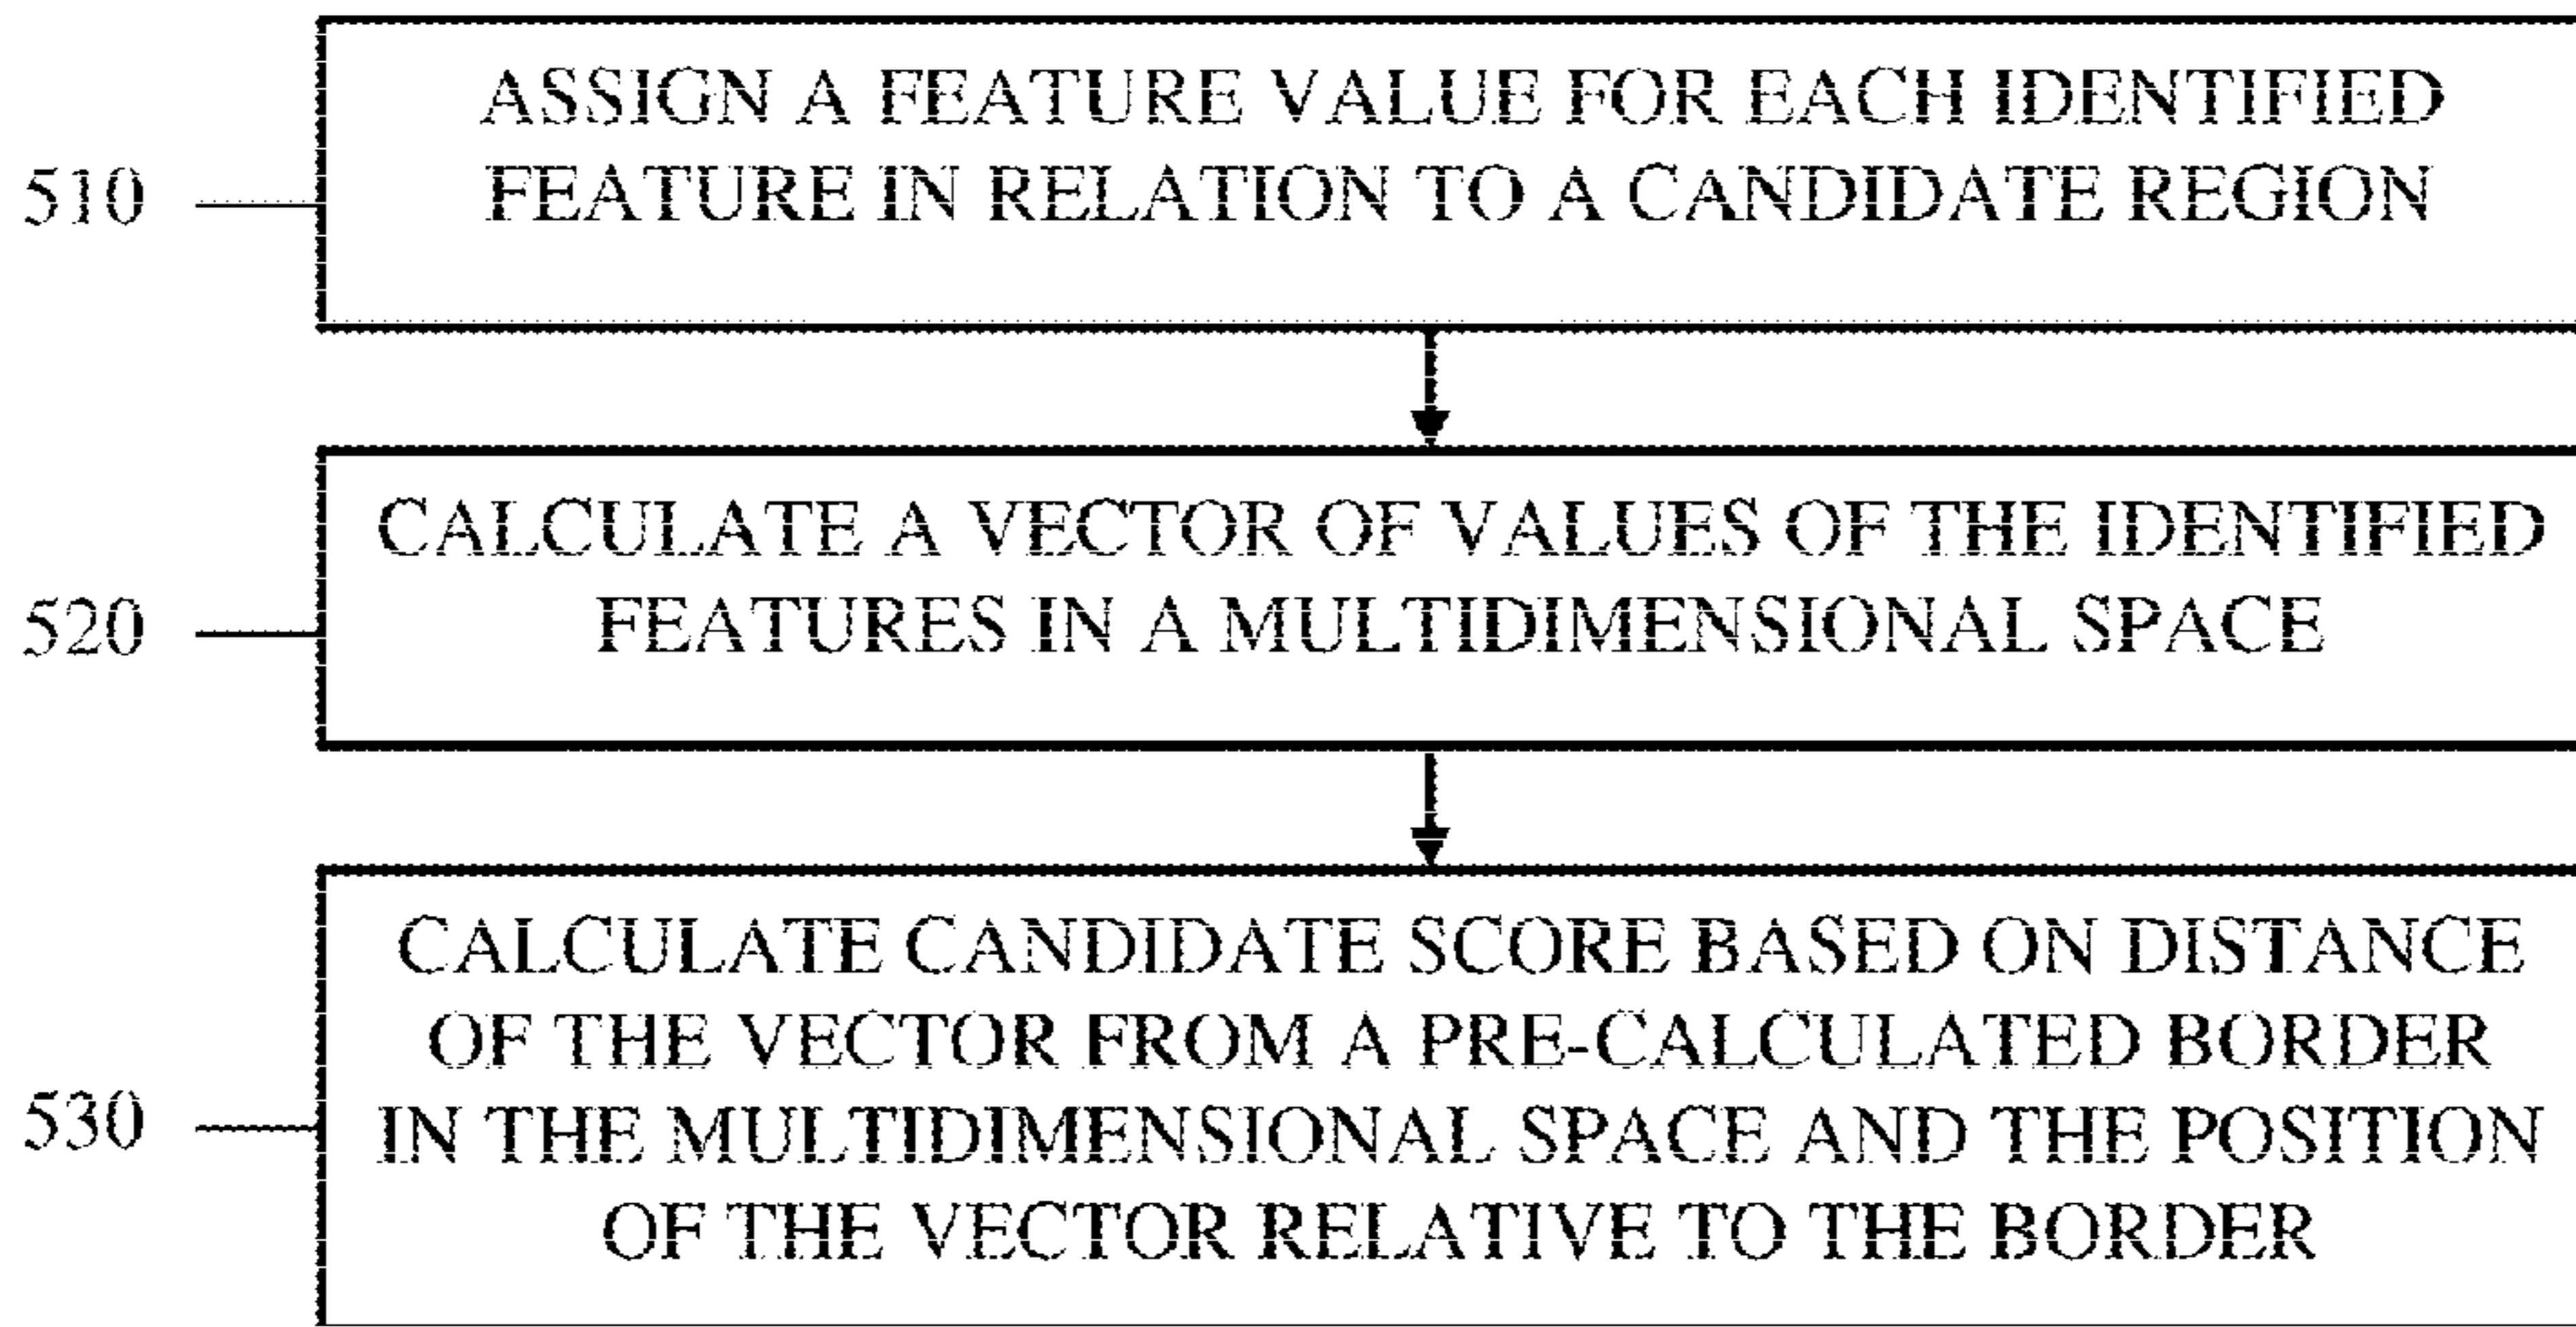 510
ASSIGN A FEATURE VALUE FOR EACH IDENTIFIED
FEATURE IN RELATION TO A CANDIDATE REGION
520
CALCULATE A VECTOR OF VALUES OF THE IDENTIFIED
FEATURES IN A MULTIDIMENSIONAL SPACE
530
CALCULATE CANDIDATE SCORE BASED ON DISTANCE
OF THE VECTOR FROM A PRE-CALCULATED BORDER
IN THE MULTIDIMENSIONAL SPACE AND THE POSITION
OF THE VECTOR RELATIVE TO THE BORDER